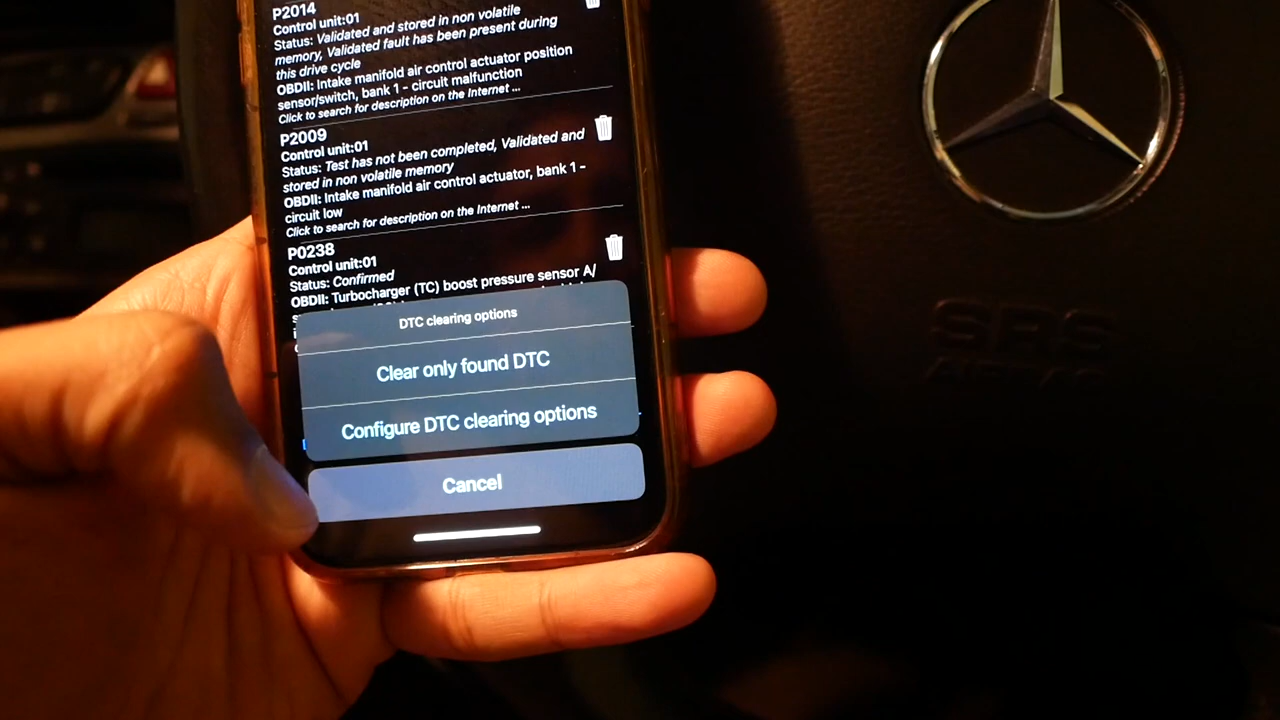 P2014
Control unit:01
Status: Validated and stored in non volatile
memory, Validated fault has been present during
this drive cycle
OBDII: Intake manifold air control actuator position
sensor/switch, bank 1 - circuit malfunction
Click to search for description on the Internet ...
P2009
Control unit:01
Status: Test has not been completed, Validated and
stored in non volatile memory
OBDII: Intake manifold air control actuator, bank 1 -
circuit low
Click to search for description on the Internet ...
P0238
Control unit:01
Status: Confirmed
OBDII: Turbocharger (TC) boost pressure sensor A/
DTC clearing options
Clear only found DTC
Configure DTC clearing options
Cancel
SRS
AIRBAG